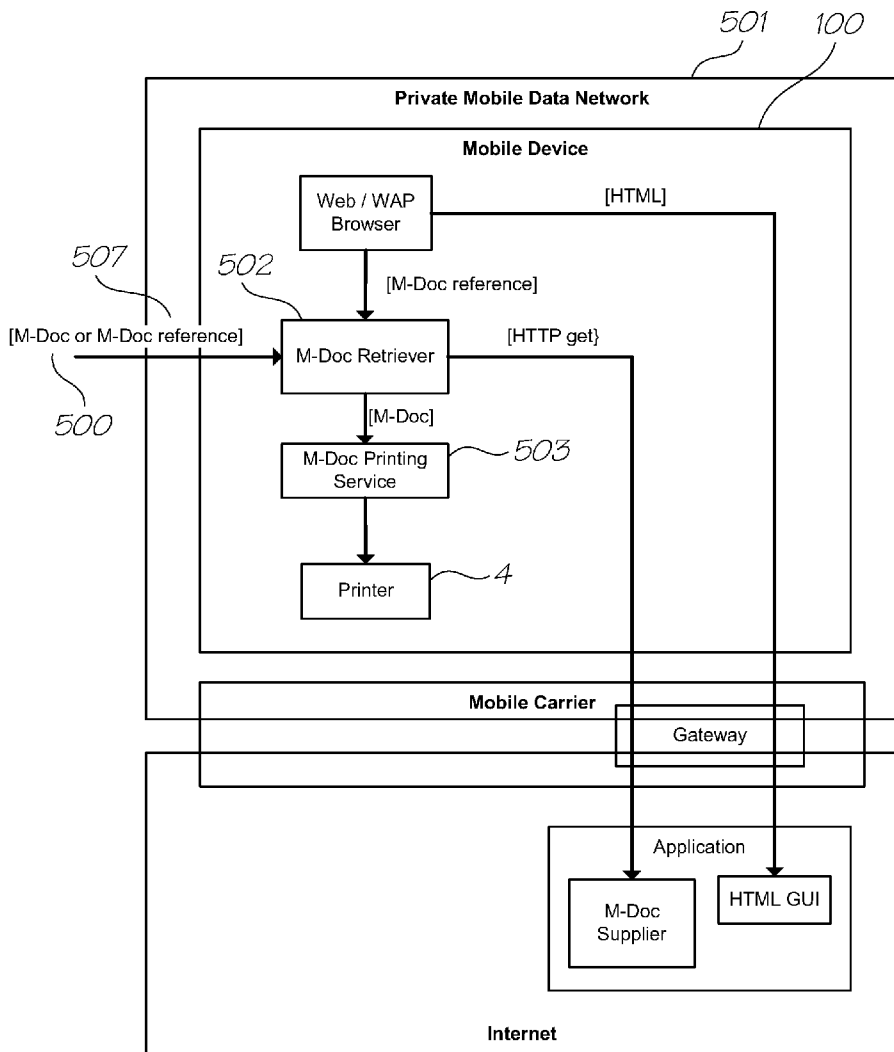 501
100
Private Mobile Data Network
Mobile Device
Web / WAP
Browser
[HTML]
507
502
[M-Doc reference]
[M-Doc or M-Doc reference]
M-Doc Retriever
[HTTP get}
500
[M-Doc]
503
M-Doc Printing
Service
4
Printer
Mobile Carrier
Gateway
Application
M-Doc
Supplier
HTML GUI
Internet